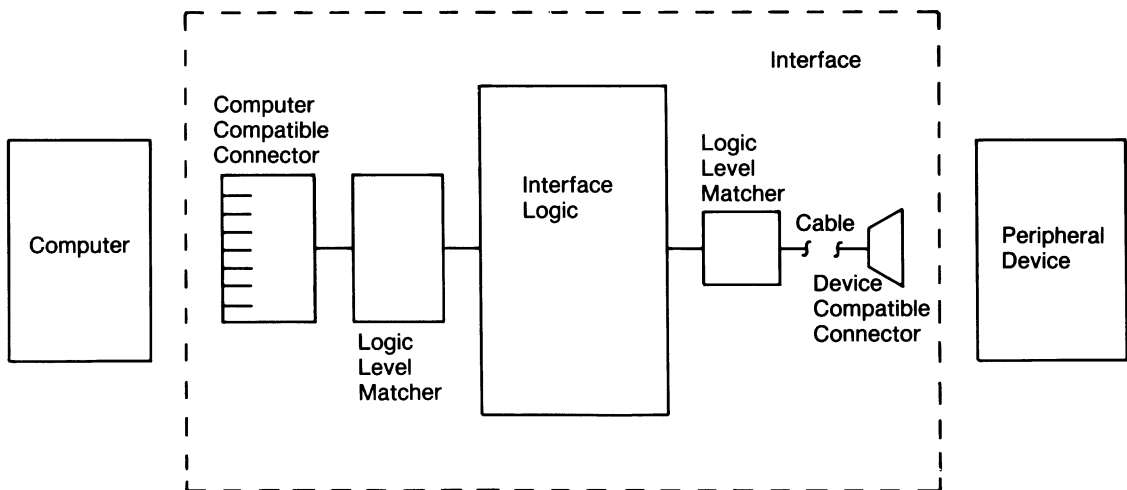 Interface
Computer
Compatible
Connector
Computer
Logic
Level
Matcher
Interface
Logic
Logic
Level
Matcher
Cable
Device
Compatible
Connector
Peripheral
Device